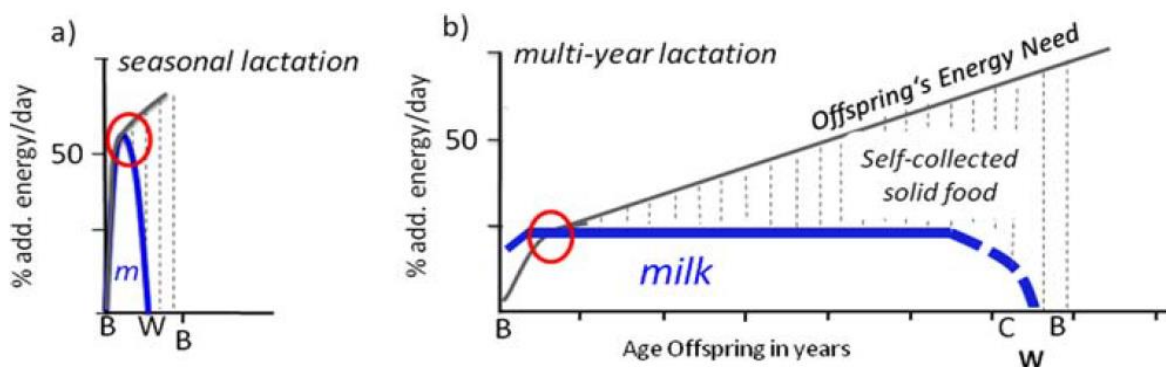 a)
seasonal lactation
% add. energy/day
50
m
B
W
B
b)
multi-year lactation
% add. energy/day
50
Offspring's Energy Need
Self-collected
solid food
milk
B
C
B
Age Offspring in years
W